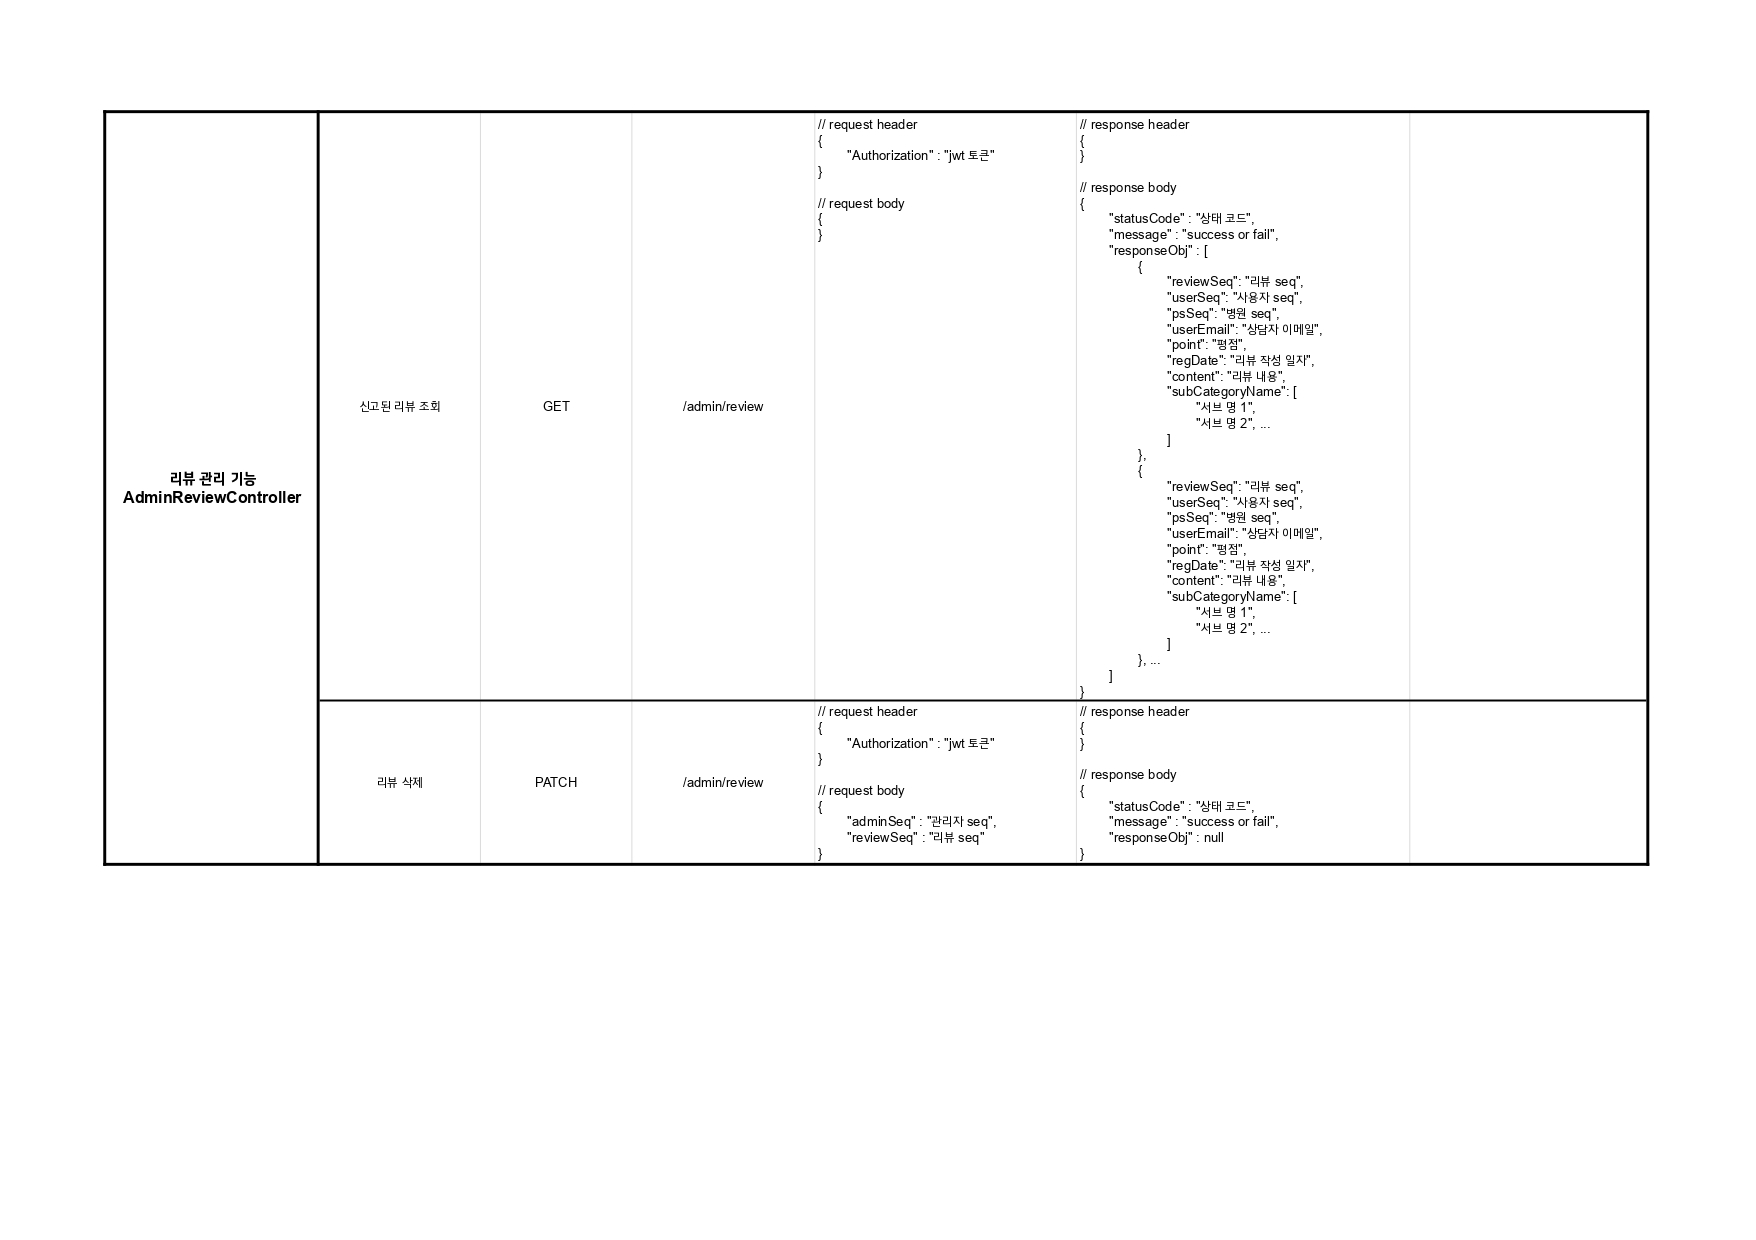 리뷰 관리 기능
AdminReviewController
신고된 리뷰 조회
GET
/admin/review
// request header
{
"Authorization" : "jwt 토큰"
}
// request body
{
}
// response header
{
}
// response body
{
"statusCode" : "상태 코드",
"message" : "success or fail",
"responseObj" : [
{
"reviewSeq": "리뷰 seq",
"userSeq": "사용자 seq",
"psSeq": "병원 seq",
"userEmail": "상담자 이메일",
"point": "평점",
"regDate": "리뷰 작성 일자",
"content": "리뷰 내용",
"subCategoryName": [
"서브 명 1",
"서브 명 2", ...
]
},
{
"reviewSeq": "리뷰 seq",
"userSeq": "사용자 seq",
"psSeq": "병원 seq",
"userEmail": "상담자 이메일",
"point": "평점",
"regDate": "리뷰 작성 일자",
"content": "리뷰 내용",
"subCategoryName": [
"서브 명 1",
"서브 명 2", ...
]
}, ...
]
}
리뷰 삭제
PATCH
/admin/review
// request header
{
"Authorization" : "jwt 토큰"
}
// request body
{
"adminSeq" : "관리자 seq",
"reviewSeq" : "리뷰 seq"
}
// response header
{
}
// response body
{
"statusCode" : "상태 코드",
"message" : "success or fail",
"responseObj" : null
}